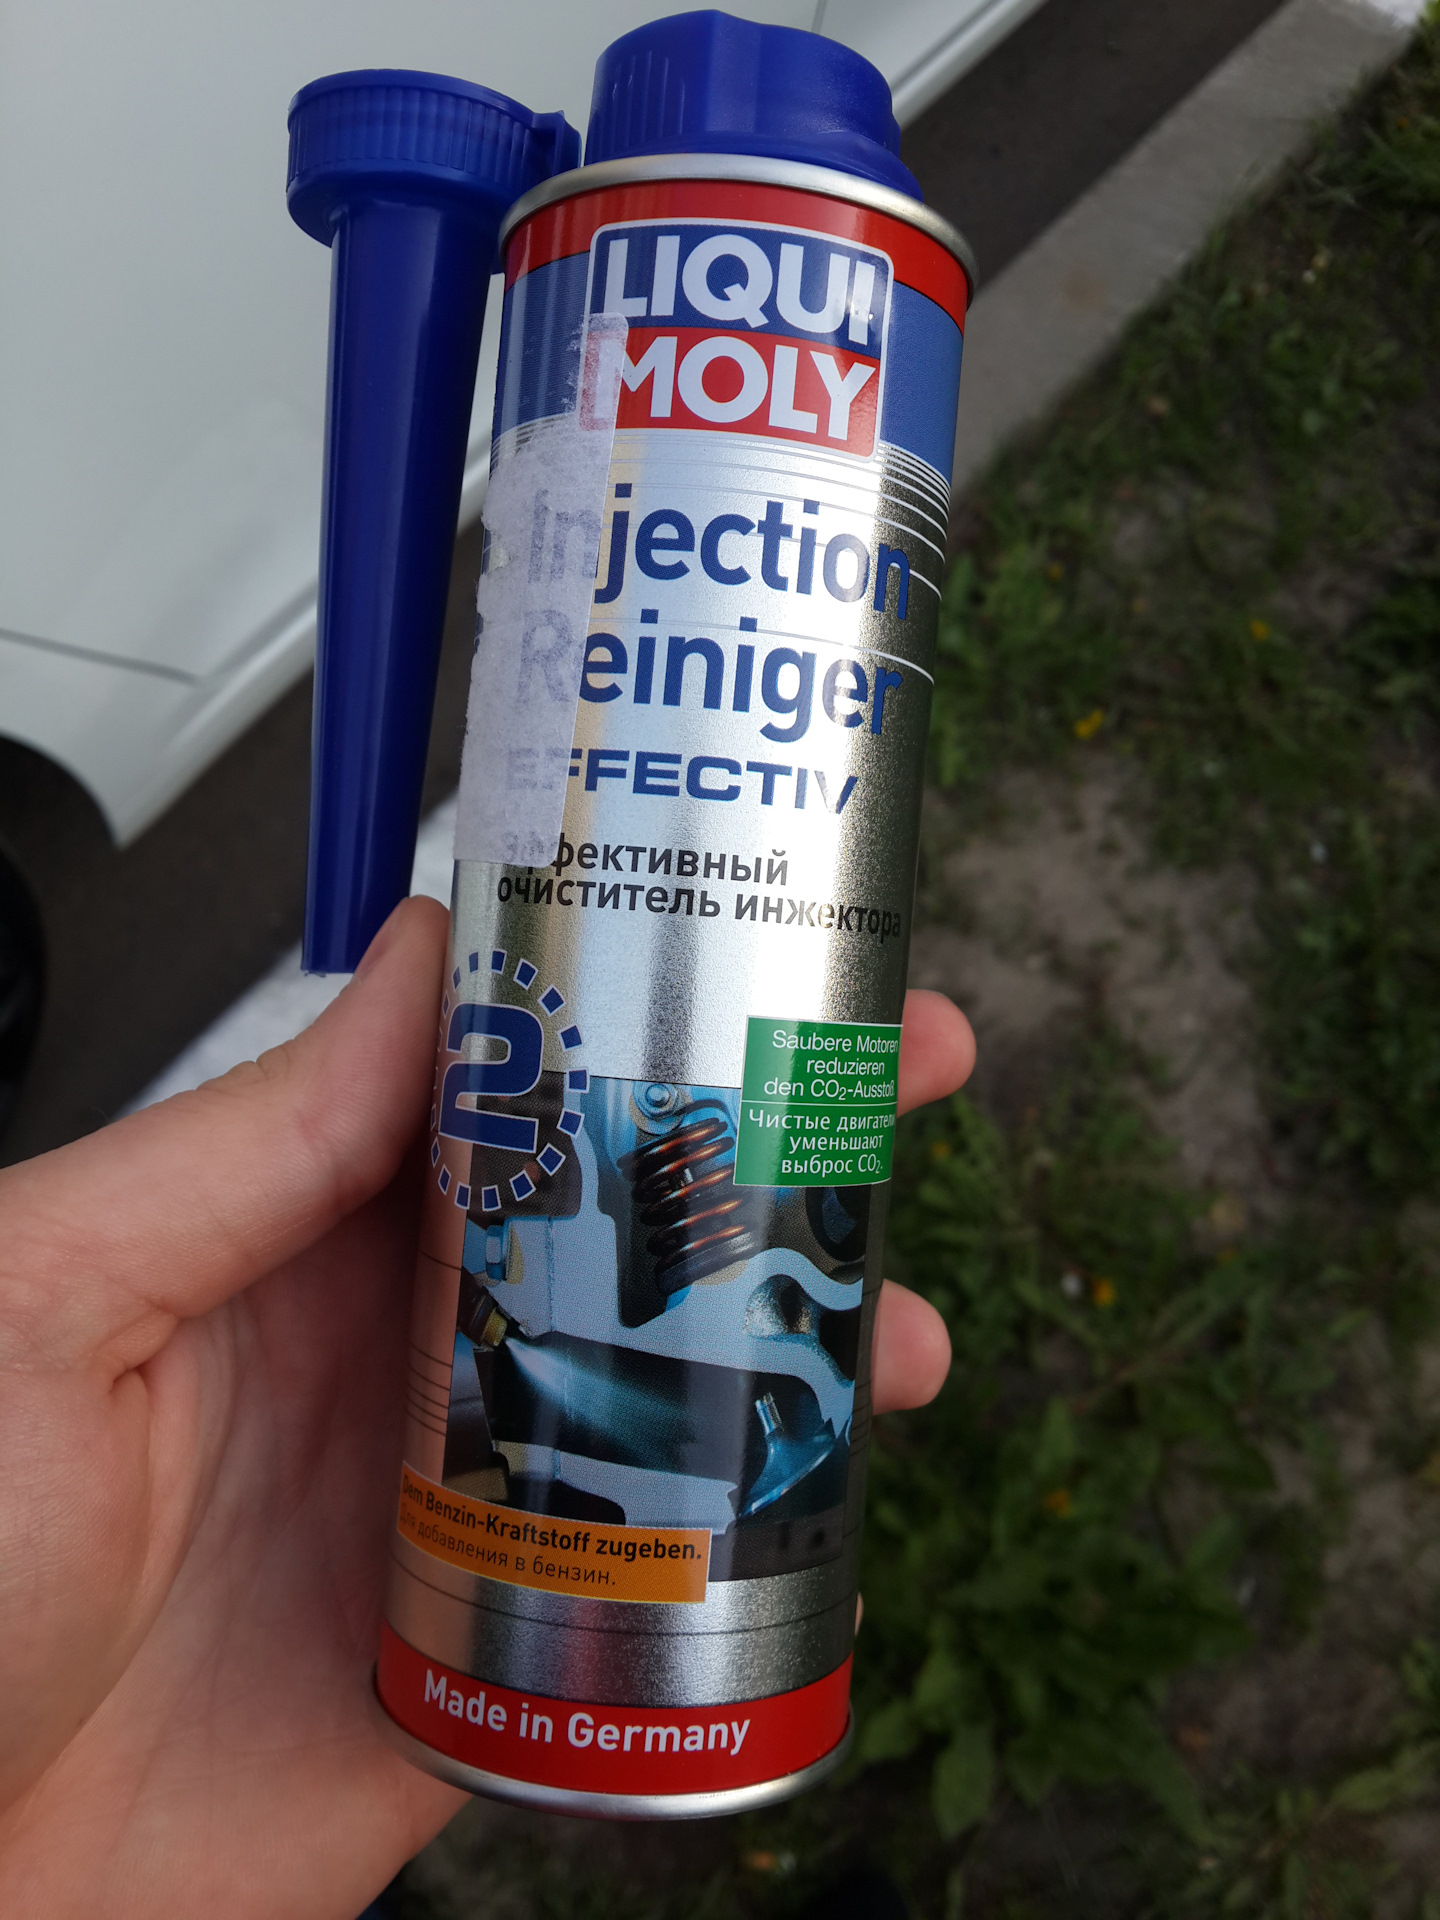 LIQUI
MOLY
Injection
Reiniger
EFFECTIV
эффективный
очиститель инжектора
2
Saubere Motoren
reduzieren
den CO₂-Ausstoß.
Чистые двигатели
уменьшают
выброс CO₂.
Dem Benzin-Kraftstoff zugeben.
Для добавления в бензин.
Made in Germany